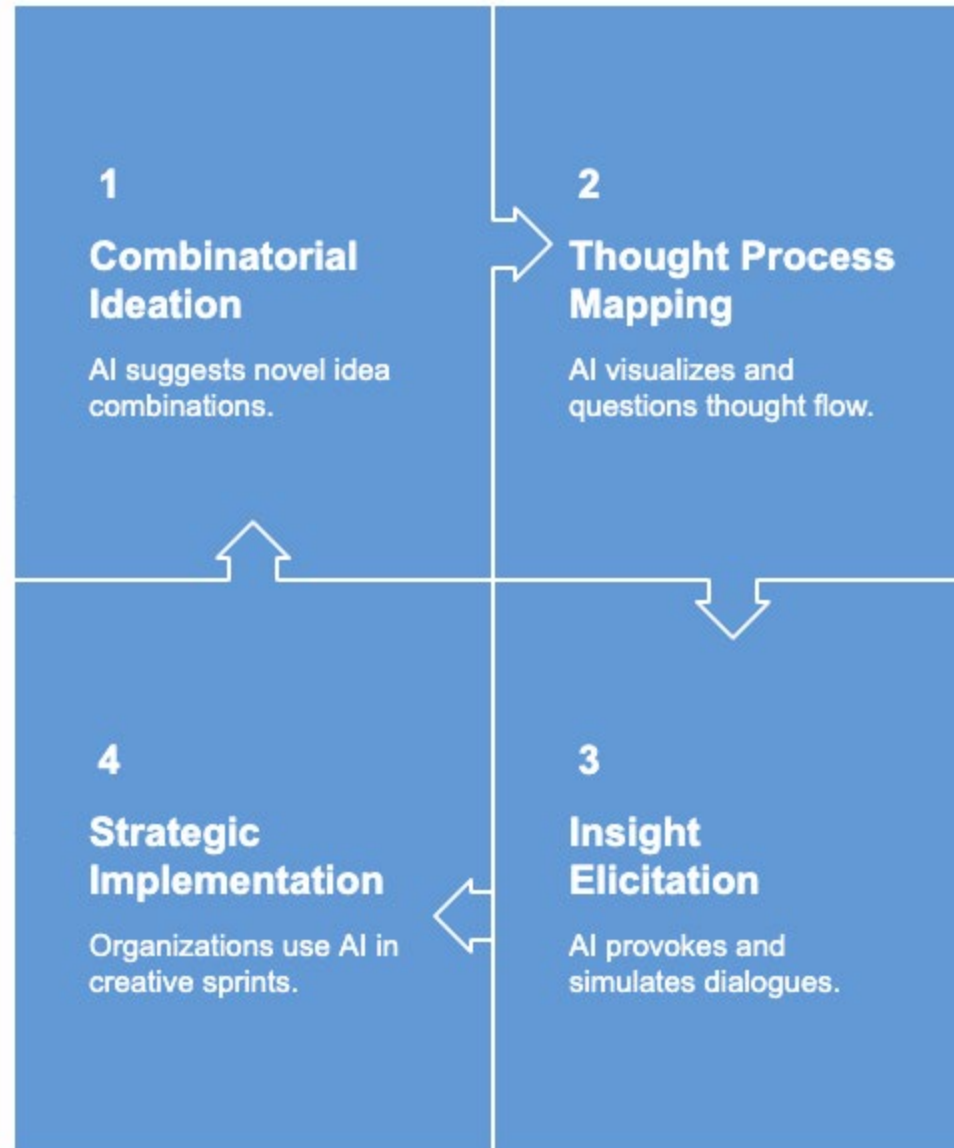 1
Combinatorial
Ideation
AI suggests novel idea
combinations.
2
Thought Process
Mapping
AI visualizes and
questions thought flow.
3
Insight
Elicitation
AI provokes and
simulates dialogues.
4
Strategic
Implementation
Organizations use AI in
creative sprints.